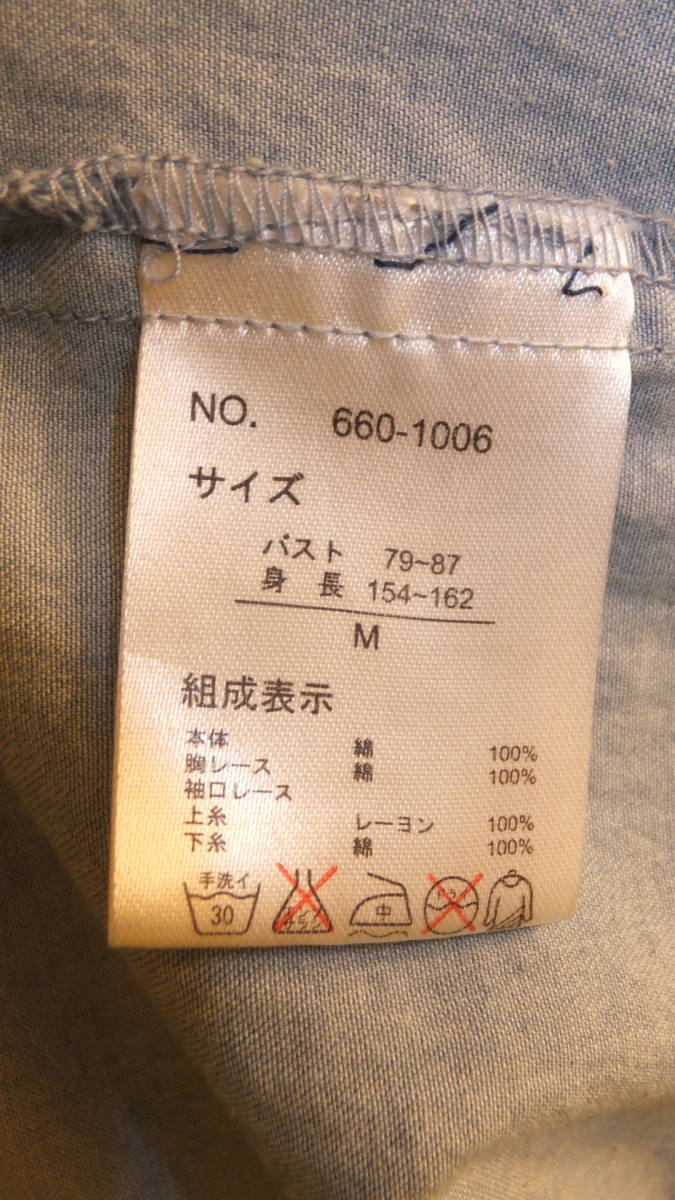 NO. 660-1006
サイズ
バスト 79~87
身長 154~162
M
組成表示
本体 綿 100%
胸レース 綿 100%
袖口レース
上糸 レーヨン 100%
下糸 綿 100%
手洗イ
30
中